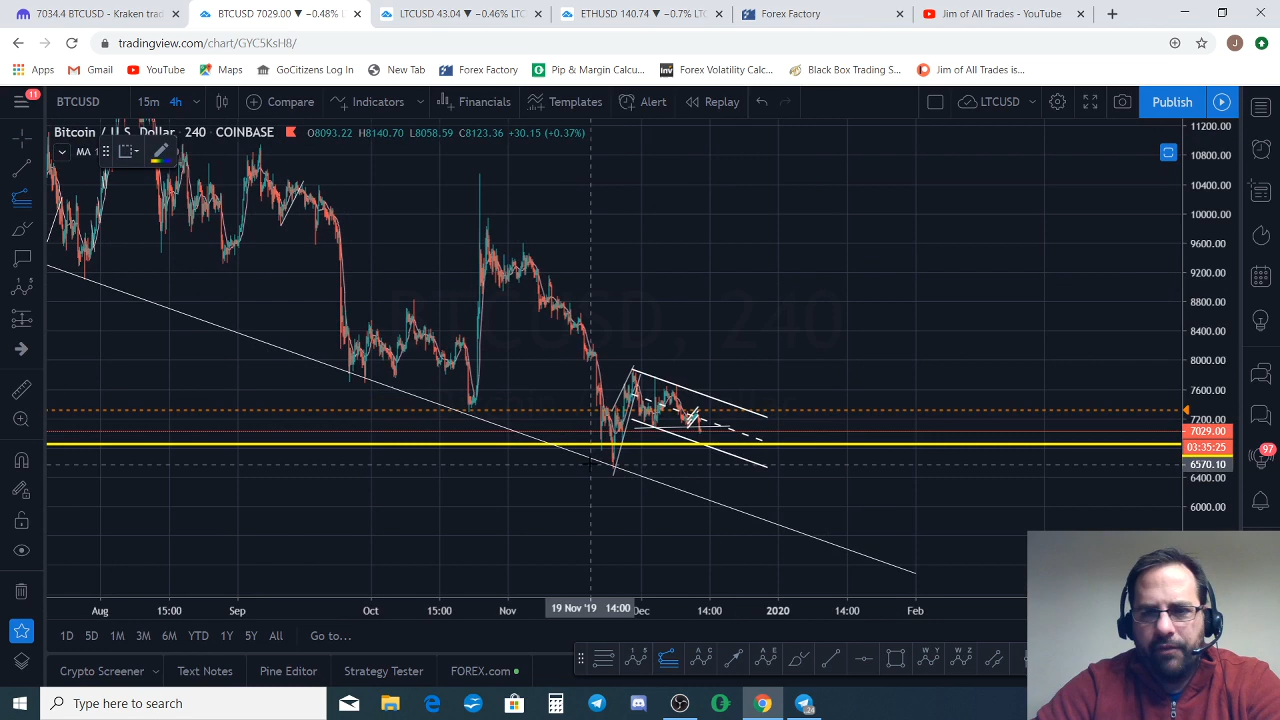 7034.4 BTCUSD - Kraken
BTCUSD 7029.00 ▼ −0.48%
LTCUSD 43.
ETHUSD 140.74 ▼ −0.7%
Forex Factory
Jim of All Trades - YouTube
tradingview.com/chart/GYC5KsH8/
J
Apps
Gmail
YouTube
Maps
GoCitizens Log In
New Tab
ForexFactory
Pip & Margin Calcu...
Forex Volatility Calc...
Black Box Trading S...
Jim of All Trades is...
11
BTCUSD
15m
4h
Compare
Indicators
Financials
Templates
Alert
Replay
LTCUSD
Publish
Bitcoin / U.S. Dollar · 240 · COINBASE
O8093.22 H8140.70 L8058.59 C8123.36 +30.15 (+0.37%)
MA 1
BTCUSD, 240
11200.00
10800.00
10400.00
10000.00
9600.00
9200.00
8800.00
8400.00
8000.00
7600.00
7200.00
7029.00
03:35:25
6570.10
6400.00
6000.00
97
Aug
15:00
Sep
Oct
15:00
Nov
19 Nov '19 14:00
Dec
14:00
2020
14:00
Feb
1D
5D
1M
3M
6M
YTD
1Y
5Y
All
Go to...
Crypto Screener
Text Notes
Pine Editor
Strategy Tester
FOREX.com
Type here to search
24